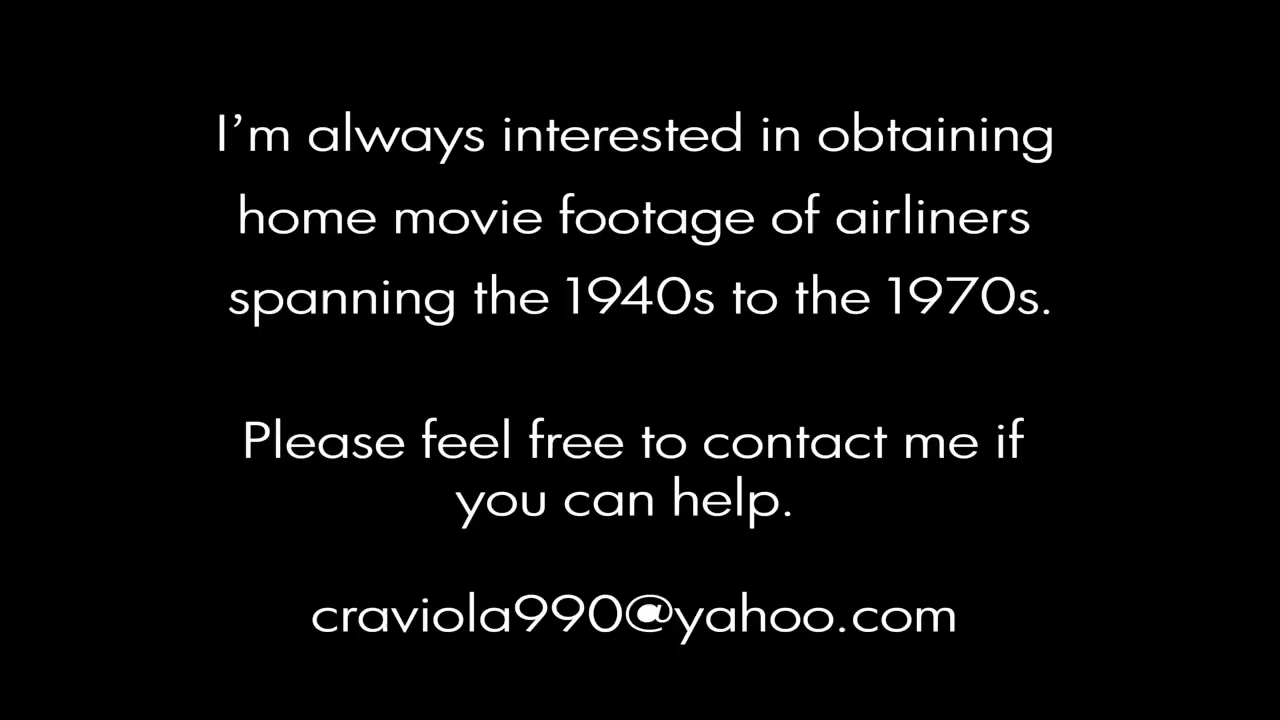 I’m always interested in obtaining
home movie footage of airliners
spanning the 1940s to the 1970s.
Please feel free to contact me if
you can help.
craviola990@yahoo.com